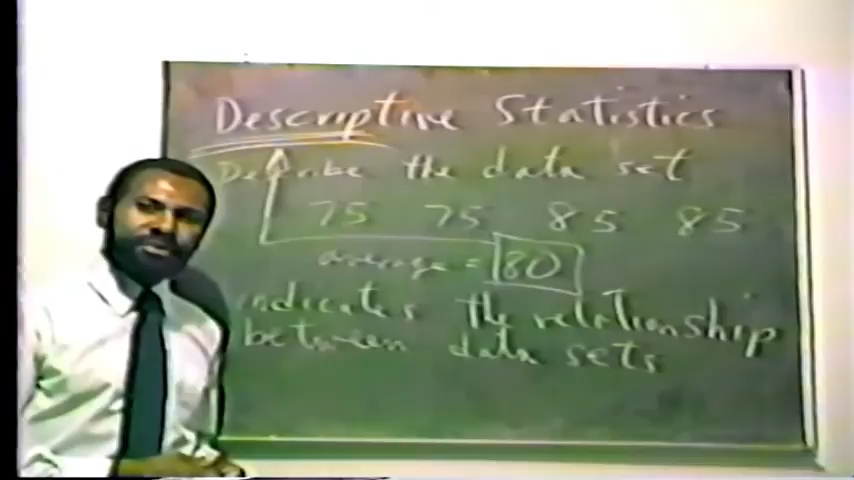 Descriptive Statistics
Describe the data set
75 75 85 85
average = 80
indicates the relationship
between data sets